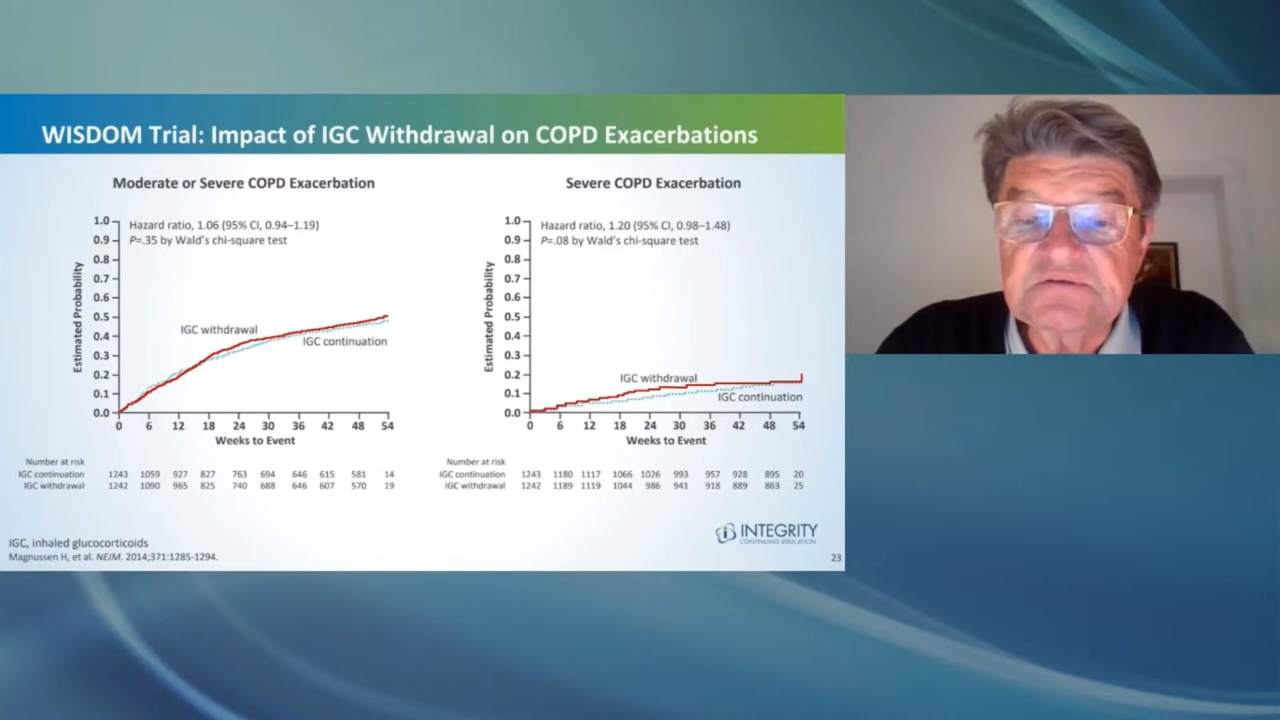 WISDOM Trial: Impact of IGC Withdrawal on COPD Exacerbations
Moderate or Severe COPD Exacerbation
1.0
0.9
0.8
0.7
0.6
0.5
0.4
0.3
0.2
0.1
0.0
Estimated Probability
Hazard ratio, 1.06 (95% CI, 0.94–1.19)
P=.35 by Wald's chi-square test
IGC withdrawal
IGC continuation
0 6 12 18 24 30 36 42 48 54
Weeks to Event
Number at risk
IGC continuation 1243 1059 927 827 763 694 646 615 581 14
IGC withdrawal 1242 1090 965 825 740 688 646 607 570 19
Severe COPD Exacerbation
1.0
0.9
0.8
0.7
0.6
0.5
0.4
0.3
0.2
0.1
0.0
Estimated Probability
Hazard ratio, 1.20 (95% CI, 0.98–1.48)
P=.08 by Wald's chi-square test
IGC withdrawal
IGC continuation
0 6 12 18 24 30 36 42 48 54
Weeks to Event
Number at risk
IGC continuation 1243 1180 1117 1066 1026 993 957 928 895 20
IGC withdrawal 1242 1189 1119 1044 986 941 918 889 863 25
IGC, inhaled glucocorticoids
Magnussen H, et al. NEJM. 2014;371:1285-1294.
INTEGRITY
CONTINUING EDUCATION
23